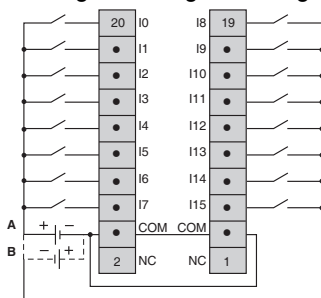 20 I0 I8 19
I1 I9
I2 I10
I3 I11
I4 I12
I5 I13
I6 I14
I7 I15
A + − COM COM
B − + 2 NC NC 1